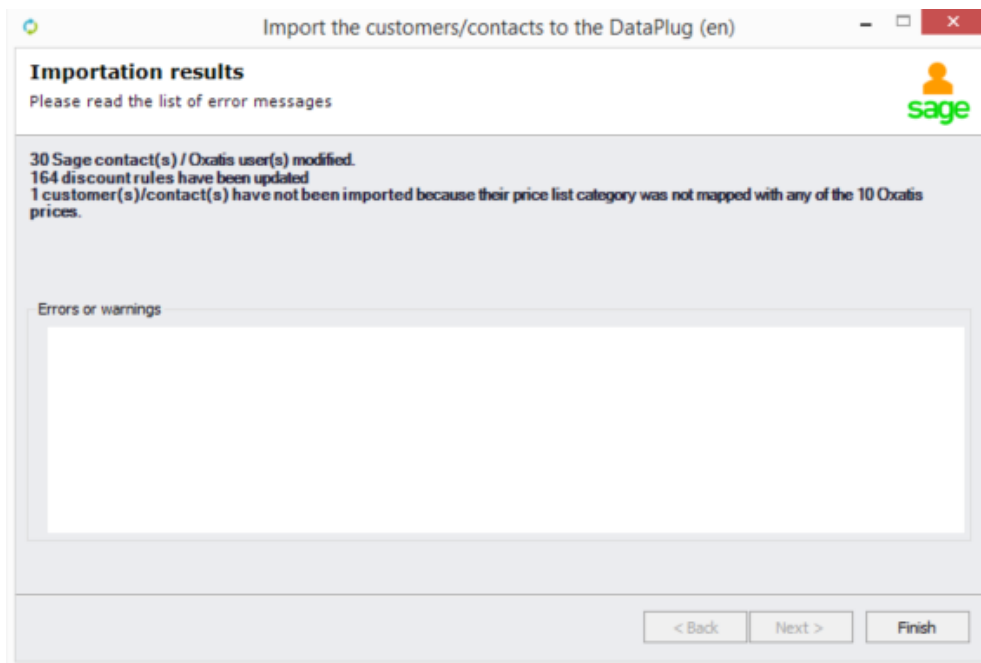 Import the customers/contacts to the DataPlug (en)
Importation results
Please read the list of error messages
sage
30 Sage contact(s) / Oxatis user(s) modified.
164 discount rules have been updated
1 customer(s)/contact(s) have not been imported because their price list category was not mapped with any of the 10 Oxatis
prices.
Errors or warnings
< Back
Next >
Finish